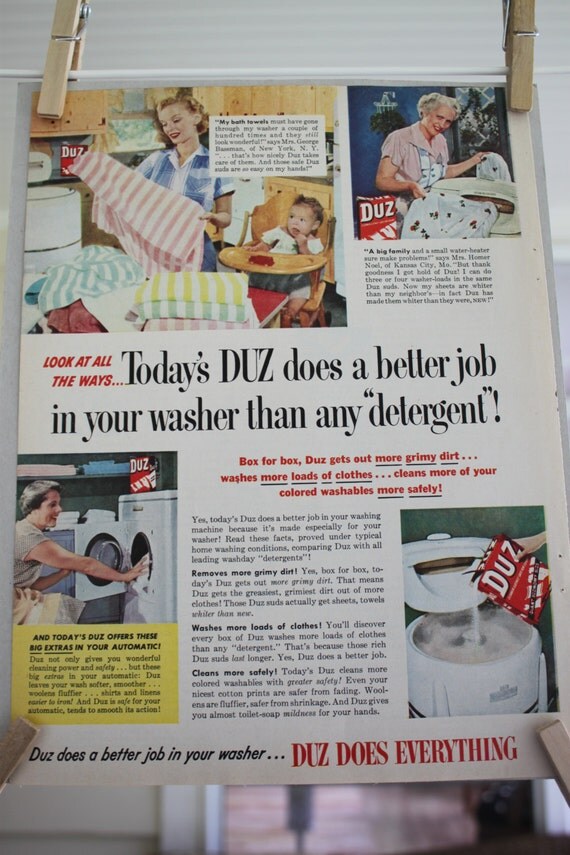 "My bath towels must have gone
through my washer a couple of
hundred times and they still
look wonderful!" says Mrs. George
Baseman, of New York, N. Y.
". . . that's how nicely Duz takes
care of them. And those safe Duz
suds are so easy on my hands!"
DUZ
DUZ
"A big family and a small water-heater
sure make problems!" says Mrs. Homer
Noel, of Kansas City, Mo. "But thank
goodness I got hold of Duz! I can do
three or four washer-loads in the same
Duz suds. Now my sheets are whiter
than my neighbor's—in fact Duz has
made them whiter than they were, NEW!"
LOOK AT ALL
THE WAYS...
Today's DUZ does a better job
in your washer than any "detergent"!
Box for box, Duz gets out more grimy dirt . . .
washes more loads of clothes . . . cleans more of your
colored washables more safely!
DUZ
AND TODAY'S DUZ OFFERS THESE
BIG EXTRAS IN YOUR AUTOMATIC!
Duz not only gives you wonderful
cleaning power and safety . . . but these
big extras in your automatic: Duz
leaves your wash softer, smoother . . .
woolens fluffier . . . shirts and linens
easier to iron! And Duz is safe for your
automatic, tends to smooth its action!
Yes, today's Duz does a better job in your washing
machine because it's made especially for your
washer! Read these facts, proved under typical
home washing conditions, comparing Duz with all
leading washday "detergents"!
Removes more grimy dirt! Yes, box for box, to-
day's Duz gets out more grimy dirt. That means
Duz gets the greasiest, grimiest dirt out of more
clothes! Those Duz suds actually get sheets, towels
whiter than new.
Washes more loads of clothes! You'll discover
every box of Duz washes more loads of clothes
than any "detergent." That's because those rich
Duz suds last longer. Yes, Duz does a better job.
Cleans more safely! Today's Duz cleans more
colored washables with greater safety! Even your
nicest cotton prints are safer from fading. Wool-
ens are fluffier, safer from shrinkage. And Duz gives
you almost toilet-soap mildness for your hands.
DUZ
Duz does a better job in your washer... DUZ DOES EVERYTHING